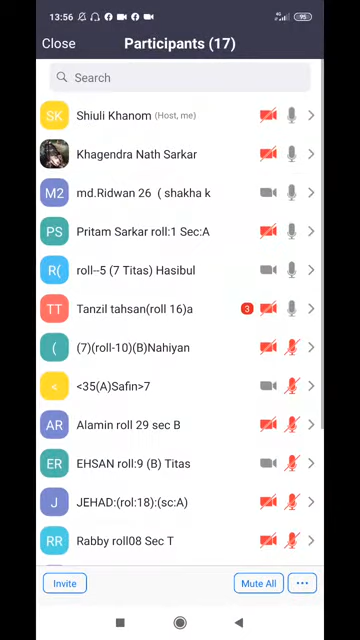 13:56
4G
95
Close
Participants (17)
Search
SK
Shiuli Khanom (Host, me)
Khagendra Nath Sarkar
M2
md.Ridwan 26 ( shakha k
PS
Pritam Sarkar roll:1 Sec:A
R(
roll--5 (7 Titas) Hasibul
TT
Tanzil tahsan(roll 16)a
3
(
(7)(roll-10)(B)Nahiyan
<
<35(A)Safin>7
AR
Alamin roll 29 sec B
ER
EHSAN roll:9 (B) Titas
J
JEHAD:(rol:18):(sc:A)
RR
Rabby roll08 Sec T
Invite
Mute All
...